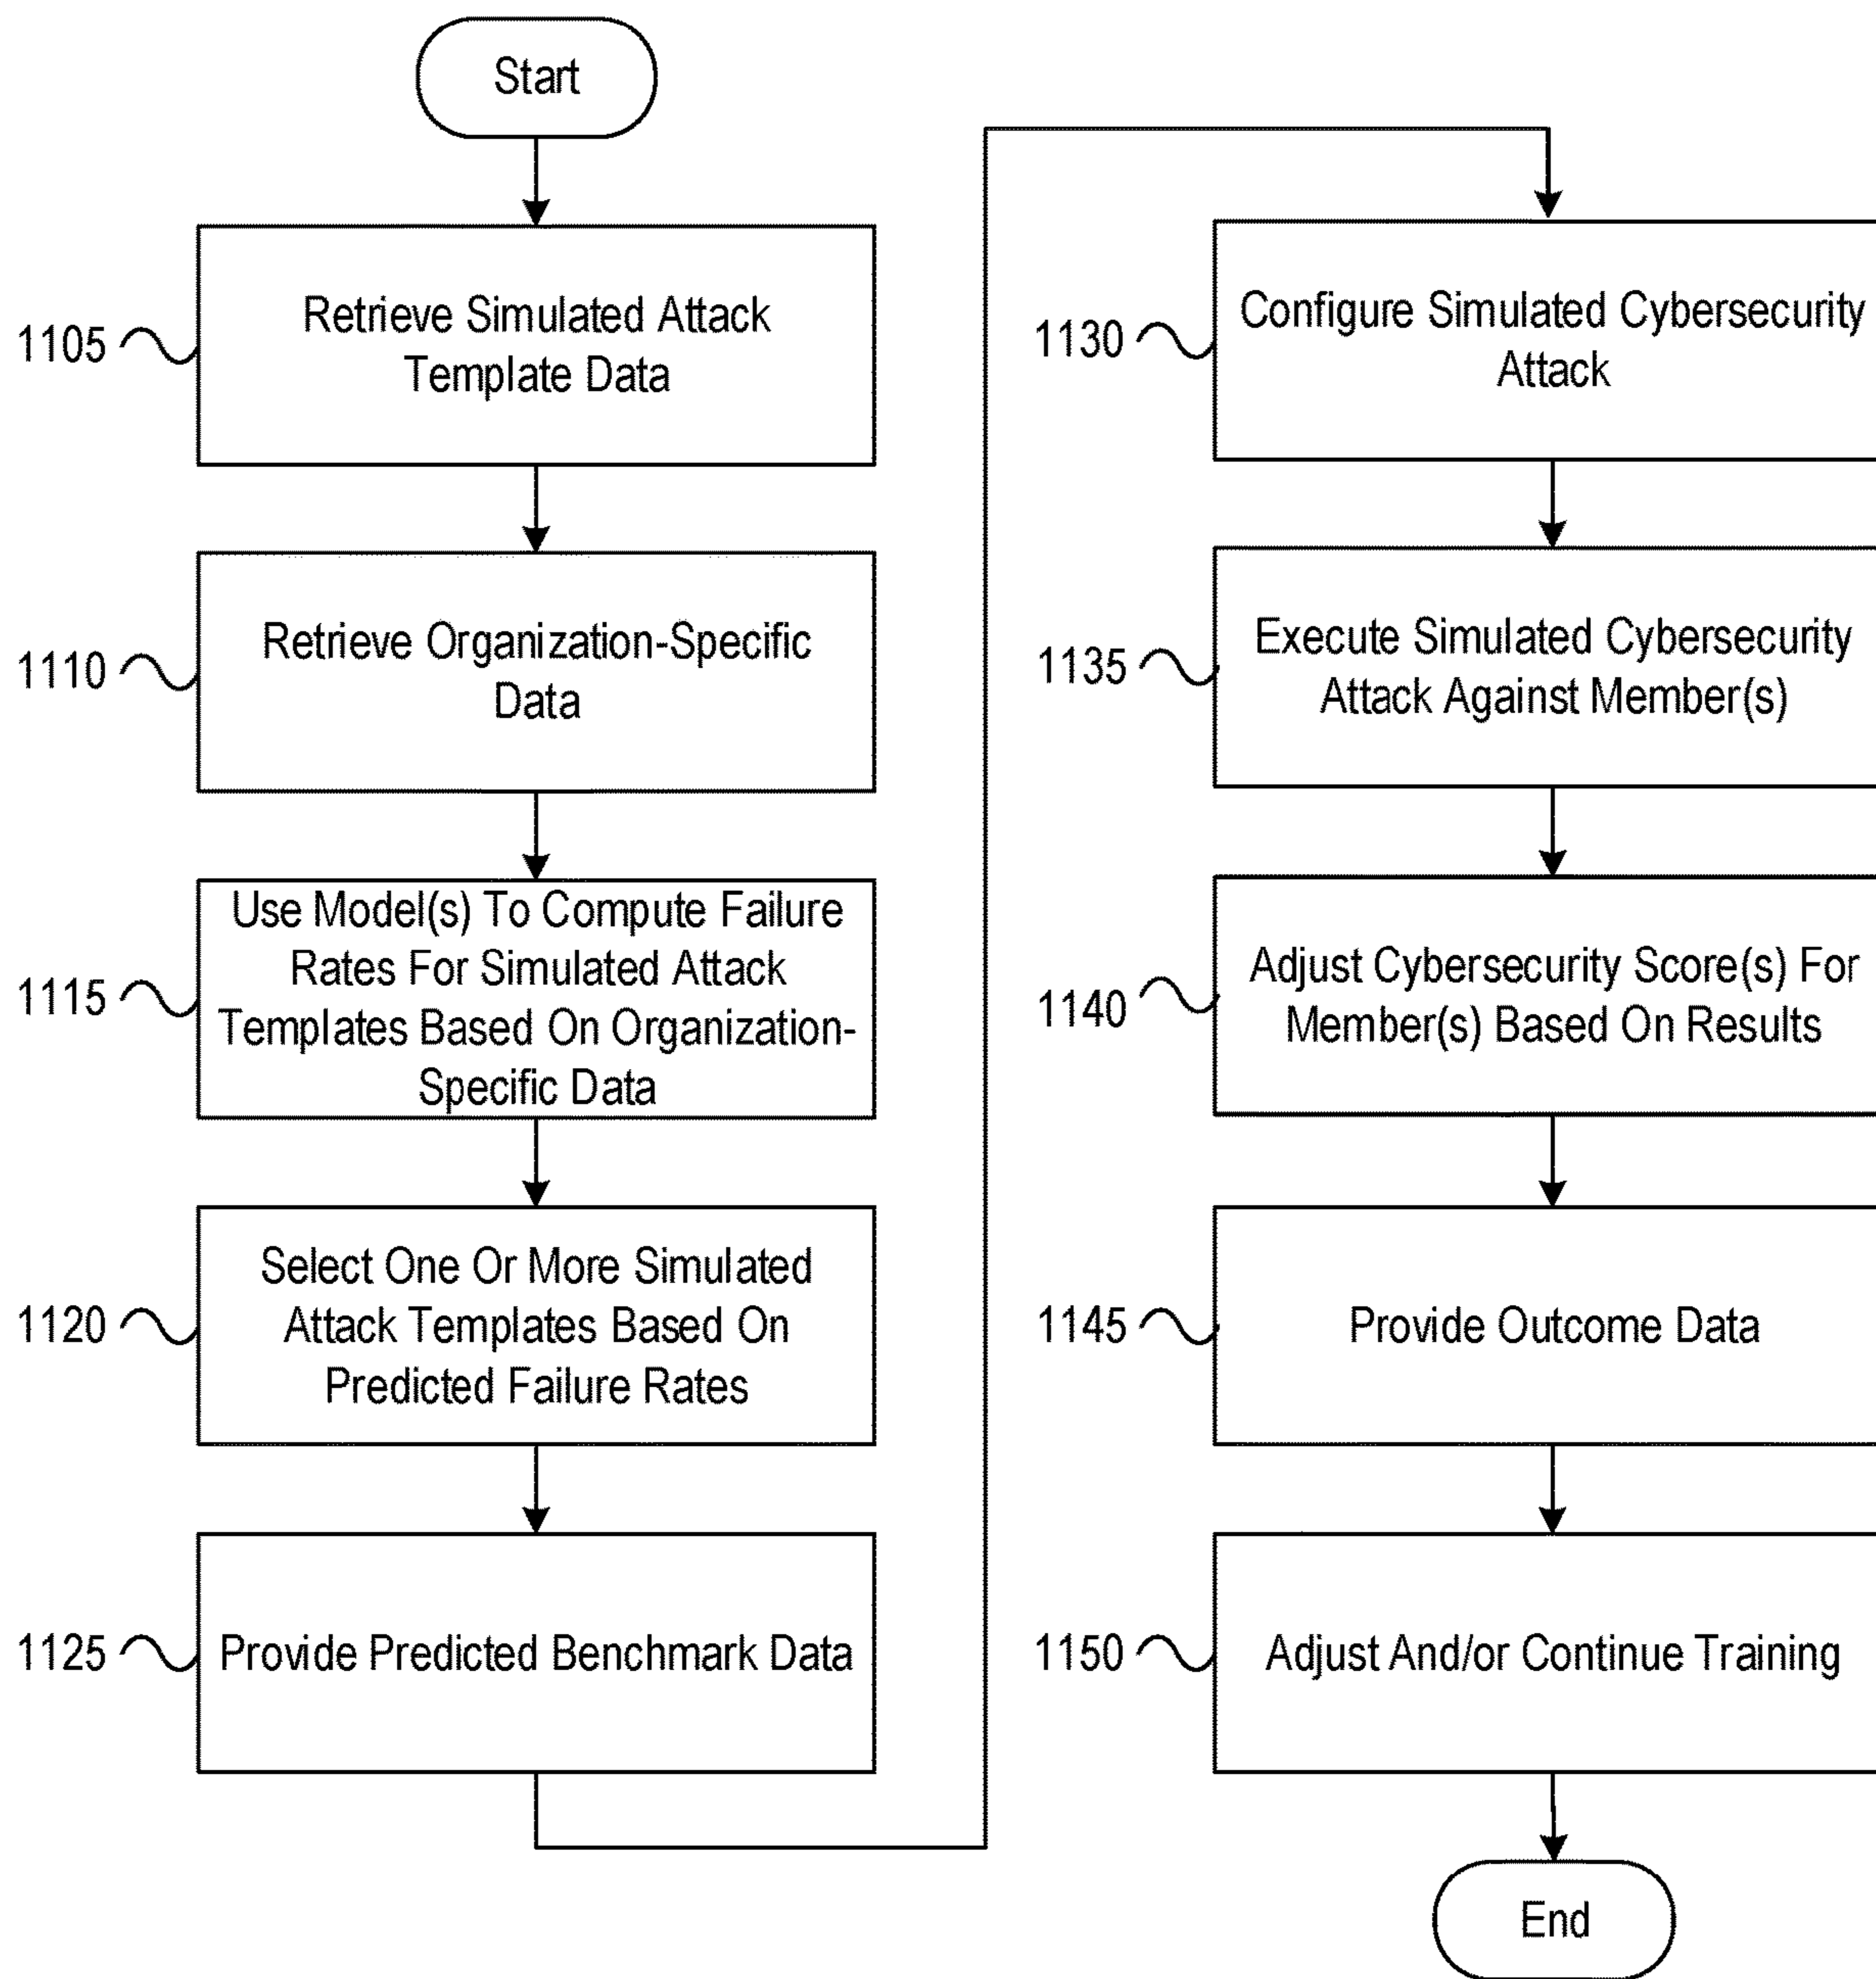 Start
1105
Retrieve Simulated Attack
Template Data
1110
Retrieve Organization-Specific
Data
1115
Use Model(s) To Compute Failure
Rates For Simulated Attack
Templates Based On Organization-
Specific Data
1120
Select One Or More Simulated
Attack Templates Based On
Predicted Failure Rates
1125
Provide Predicted Benchmark Data
1130
Configure Simulated Cybersecurity
Attack
1135
Execute Simulated Cybersecurity
Attack Against Member(s)
1140
Adjust Cybersecurity Score(s) For
Member(s) Based On Results
1145
Provide Outcome Data
1150
Adjust And/or Continue Training
End